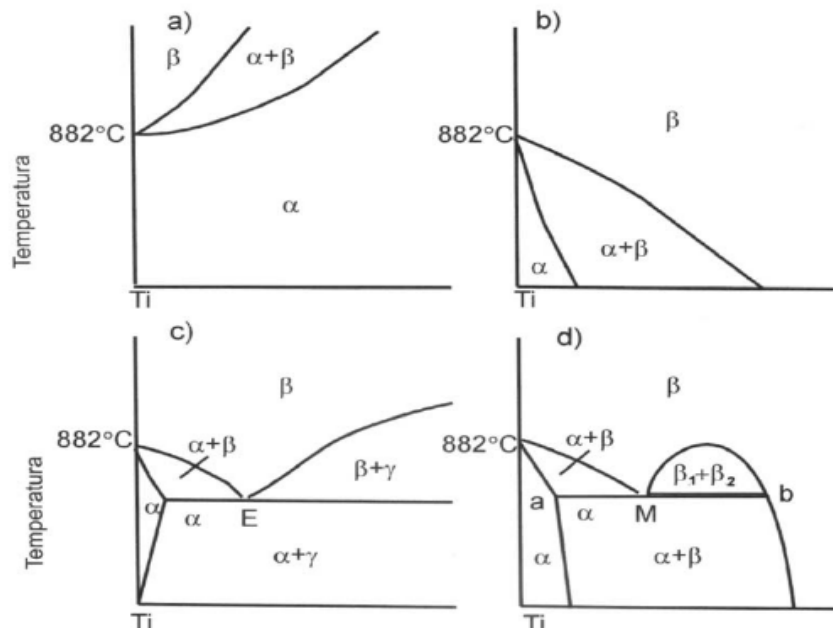 a)
β
α+β
882°C
α
Temperatura
Ti
b)
882°C
β
α+β
α
Ti
c)
β
882°C
α+β
β+γ
α
α
E
α+γ
Temperatura
Ti
d)
β
882°C
α+β
β₁+β₂
a
b
α
M
α
α+β
Ti